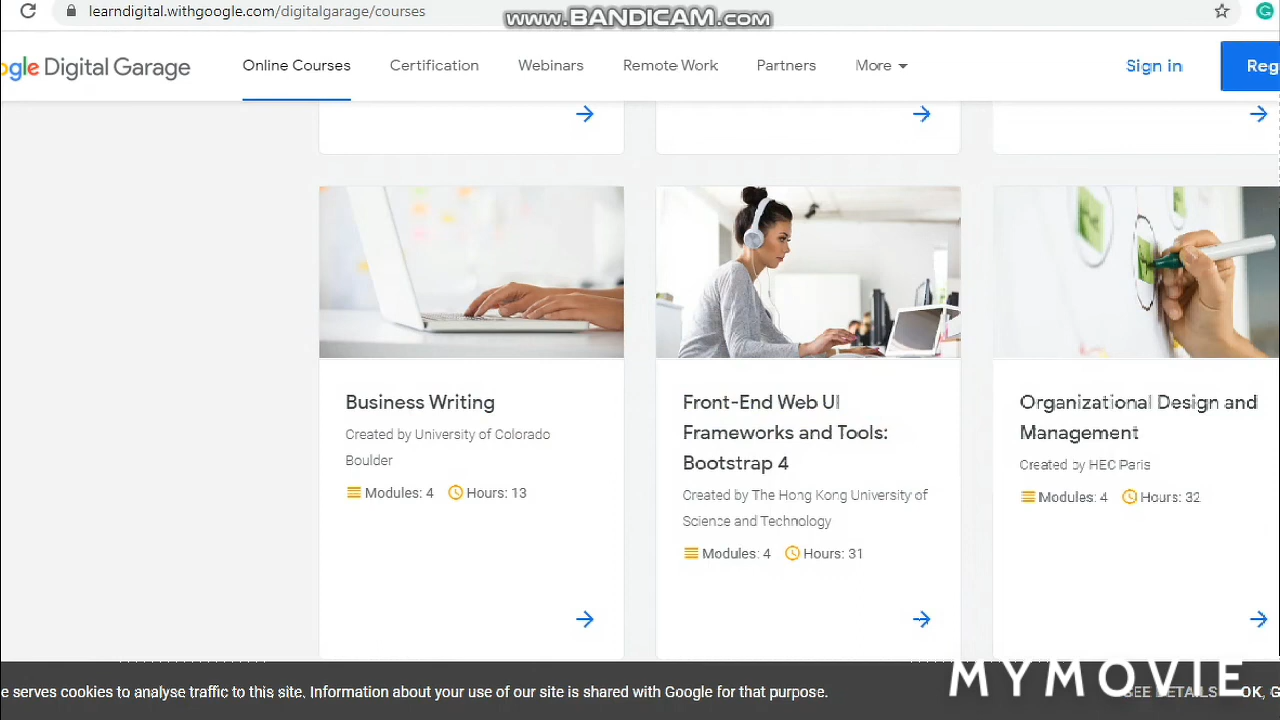 learndigital.withgoogle.com/digitalgarage/courses
www.BANDICAM.com
ogle Digital Garage
Online Courses
Certification
Webinars
Remote Work
Partners
More
Sign in
Reg
Business Writing
Created by University of Colorado
Boulder
Modules: 4 Hours: 13
Front-End Web UI
Frameworks and Tools:
Bootstrap 4
Created by The Hong Kong University of
Science and Technology
Modules: 4 Hours: 31
Organizational Design and
Management
Created by HEC Paris
Modules: 4 Hours: 32
e serves cookies to analyse traffic to this site. Information about your use of our site is shared with Google for that purpose.
SEE DETAILS
OK, G
MYMOVIE